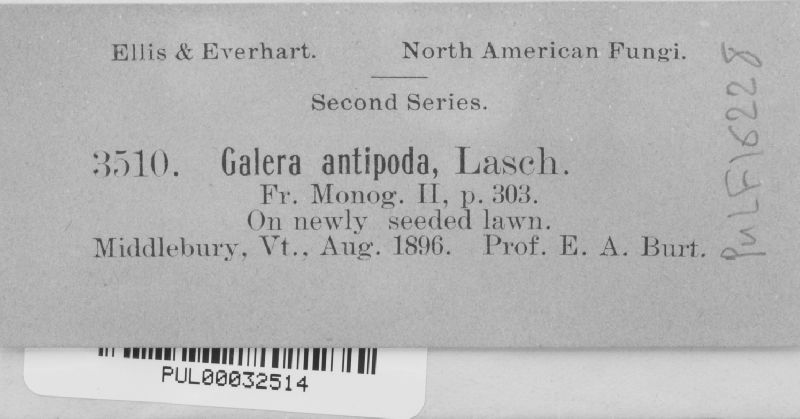 Ellis & Everhart. North American Fungi.
Second Series.
3510. Galera antipoda, Lasch.
Fr. Monog. II, p. 303.
On newly seeded lawn.
Middlebury, Vt., Aug. 1896. Prof. E. A. Burt.
PULF16228
PUL00032514